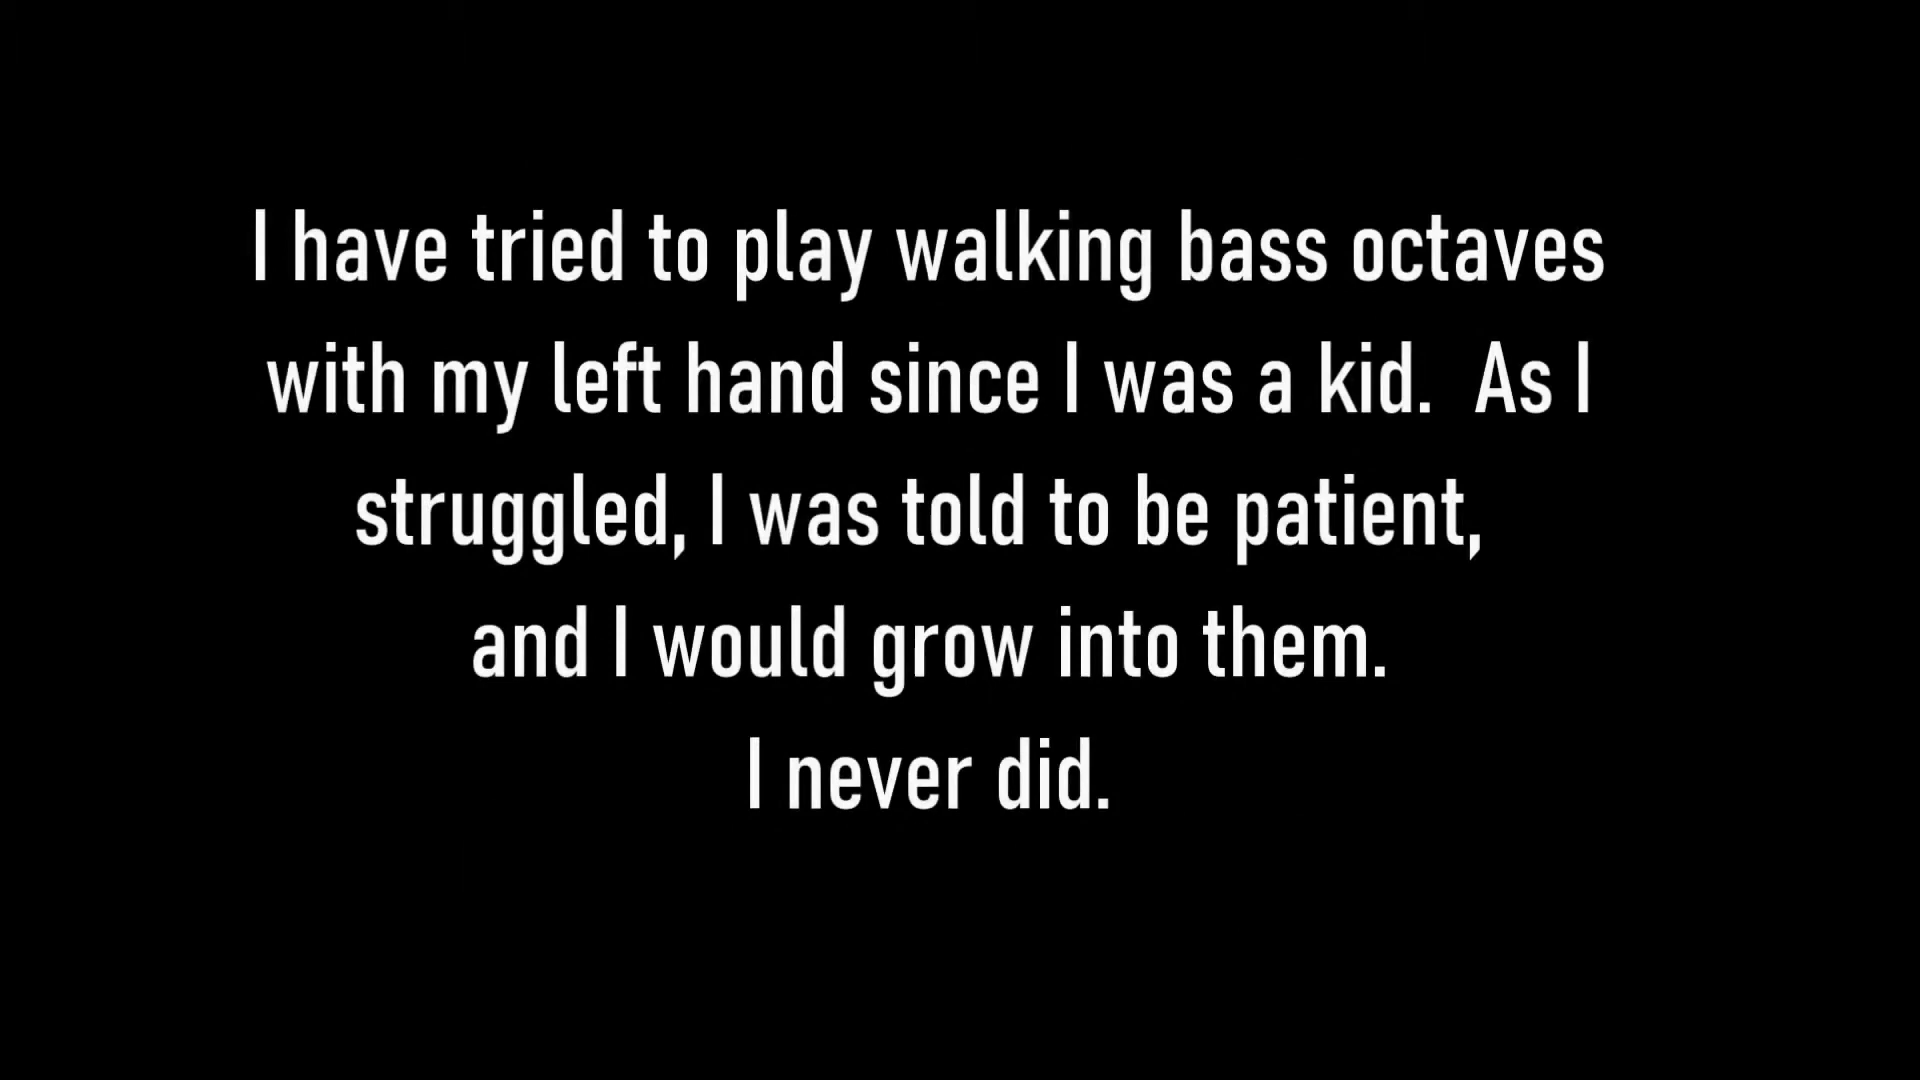 I have tried to play walking bass octaves
with my left hand since I was a kid.  As I
struggled, I was told to be patient,
and I would grow into them.
I never did.